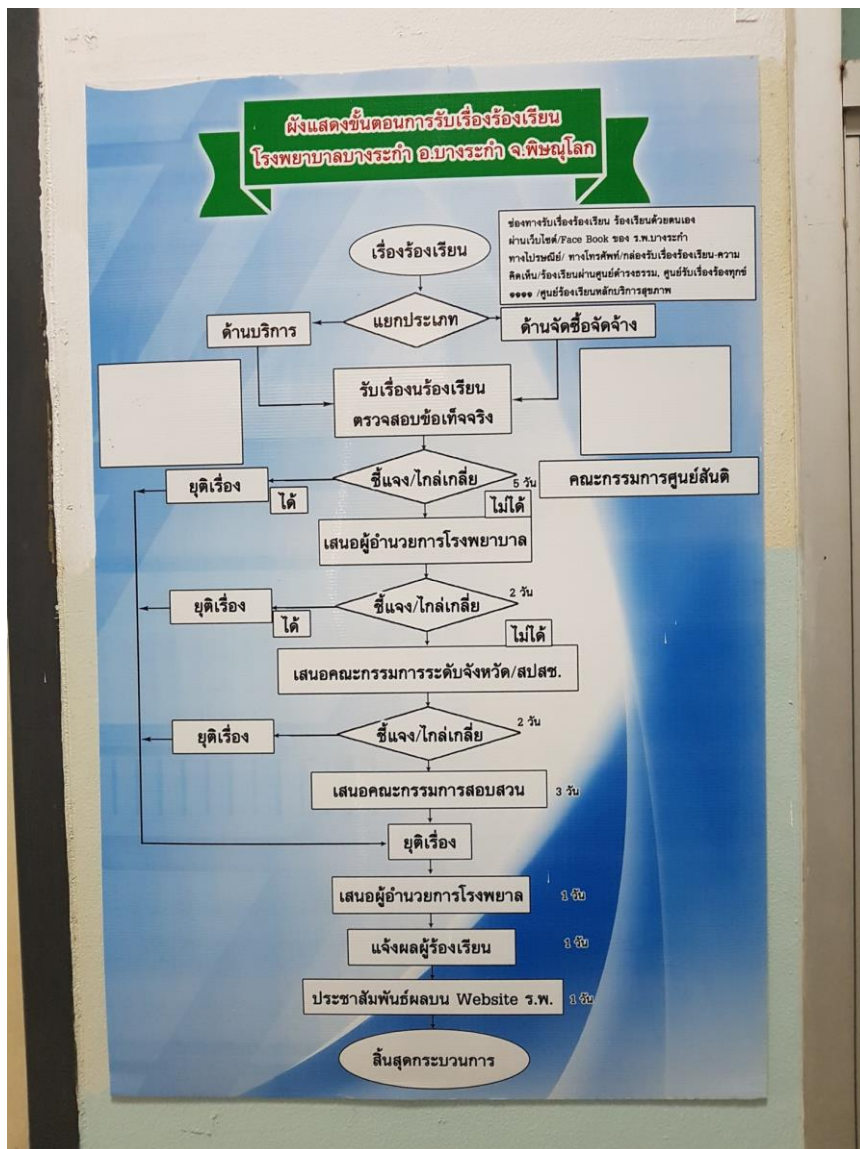 ผังแสดงขั้นตอนการรับเรื่องร้องเรียน
โรงพยาบาลบางระกำ อ.บางระกำ จ.พิษณุโลก
ช่องทางรับเรื่องร้องเรียน ร้องเรียนด้วยตนเอง
ผ่านเว็บไซต์/Face Book ของ ร.พ.บางระกำ
ทางไปรษณีย์/ ทางโทรศัพท์/กล่องรับเรื่องร้องเรียน-ความ
คิดเห็น/ร้องเรียนผ่านศูนย์ดำรงธรรม, ศูนย์รับเรื่องร้องทุกข์
๑๑๑๑ /ศูนย์ร้องเรียนหลักบริการสุขภาพ
เรื่องร้องเรียน
แยกประเภท
ด้านบริการ
ด้านจัดซื้อจัดจ้าง
รับเรื่องนร้องเรียน
ตรวจสอบข้อเท็จจริง
ชี้แจง/ไกล่เกลี่ย
5 วัน
ยุติเรื่อง
ได้
ไม่ได้
คณะกรรมการศูนย์สันติ
เสนอผู้อำนวยการโรงพยาบาล
ชี้แจง/ไกล่เกลี่ย
2 วัน
ยุติเรื่อง
ได้
ไม่ได้
เสนอคณะกรรมการระดับจังหวัด/สปสช.
ชี้แจง/ไกล่เกลี่ย
2 วัน
ยุติเรื่อง
เสนอคณะกรรมการสอบสวน
3 วัน
ยุติเรื่อง
เสนอผู้อำนวยการโรงพยาล
1 วัน
แจ้งผลผู้ร้องเรียน
1 วัน
ประชาสัมพันธ์ผลบน Website ร.พ.
1 วัน
สิ้นสุดกระบวนการ